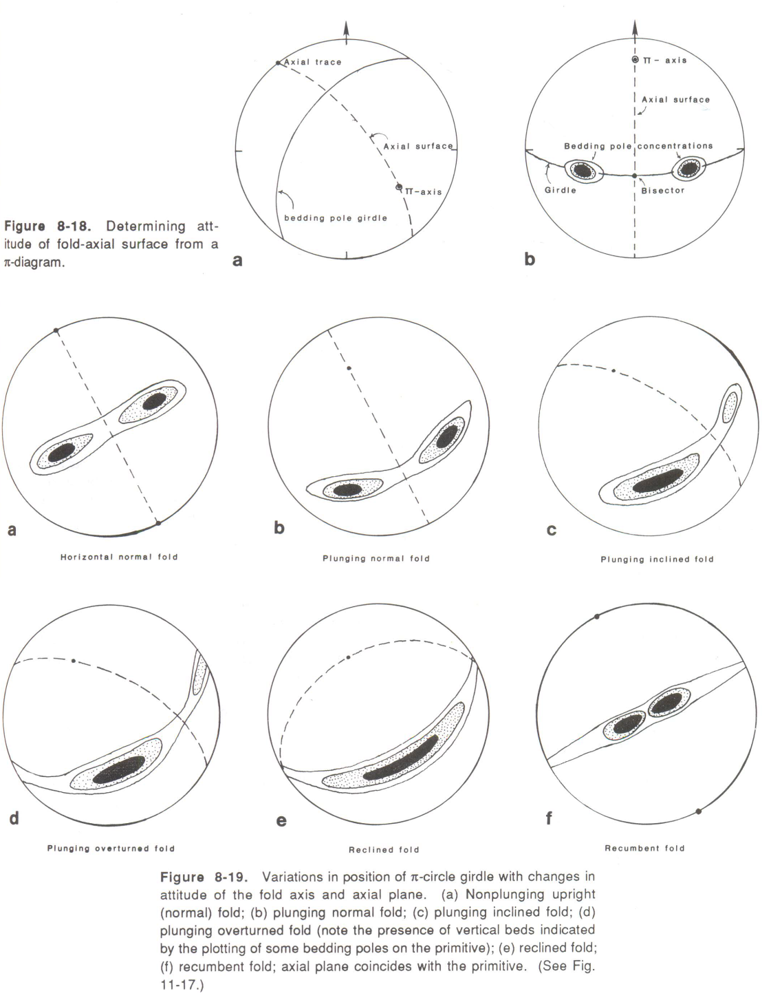 Axial trace
Axial surface
π-axis
bedding pole girdle
a
π- axis
Axial surface
Bedding pole concentrations
Girdle
Bisector
b
Figure 8-18. Determining att-
itude of fold-axial surface from a
π-diagram.
a
Horizontal normal fold
b
Plunging normal fold
c
Plunging inclined fold
d
Plunging overturned fold
e
Reclined fold
f
Recumbent fold
Figure 8-19. Variations in position of π-circle girdle with changes in
attitude of the fold axis and axial plane. (a) Nonplunging upright
(normal) fold; (b) plunging normal fold; (c) plunging inclined fold; (d)
plunging overturned fold (note the presence of vertical beds indicated
by the plotting of some bedding poles on the primitive); (e) reclined fold;
(f) recumbent fold; axial plane coincides with the primitive. (See Fig.
11-17.)